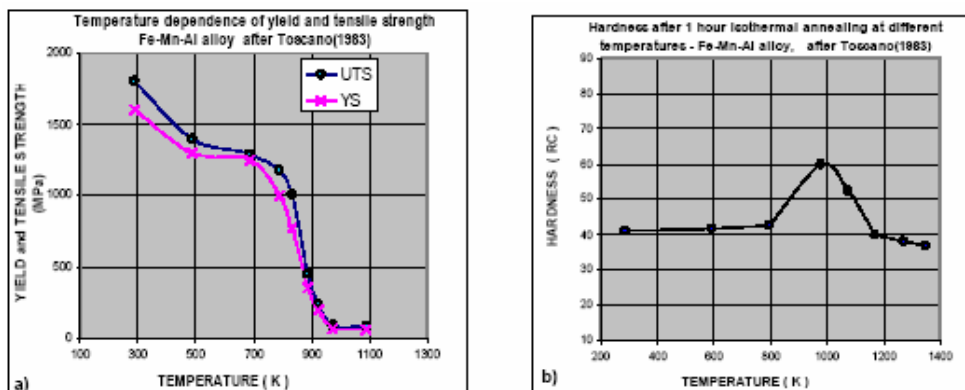 Temperature dependence of yield and tensile strength
Fe-Mn-Al alloy after Toscano(1983)
2000
1500
1000
500
0
YIELD and TENSILE STRENGTH
(MPa)
UTS
YS
100 300 500 700 900 1100 1300
TEMPERATURE ( K )
a)
Hardness after 1 hour isothermal annealing at different
temperatures - Fe-Mn-Al alloy, after Toscano(1983)
90
80
70
60
50
40
30
20
10
HARDNESS ( RC )
200 400 600 800 1000 1200 1400
TEMPERATURE ( K )
b)